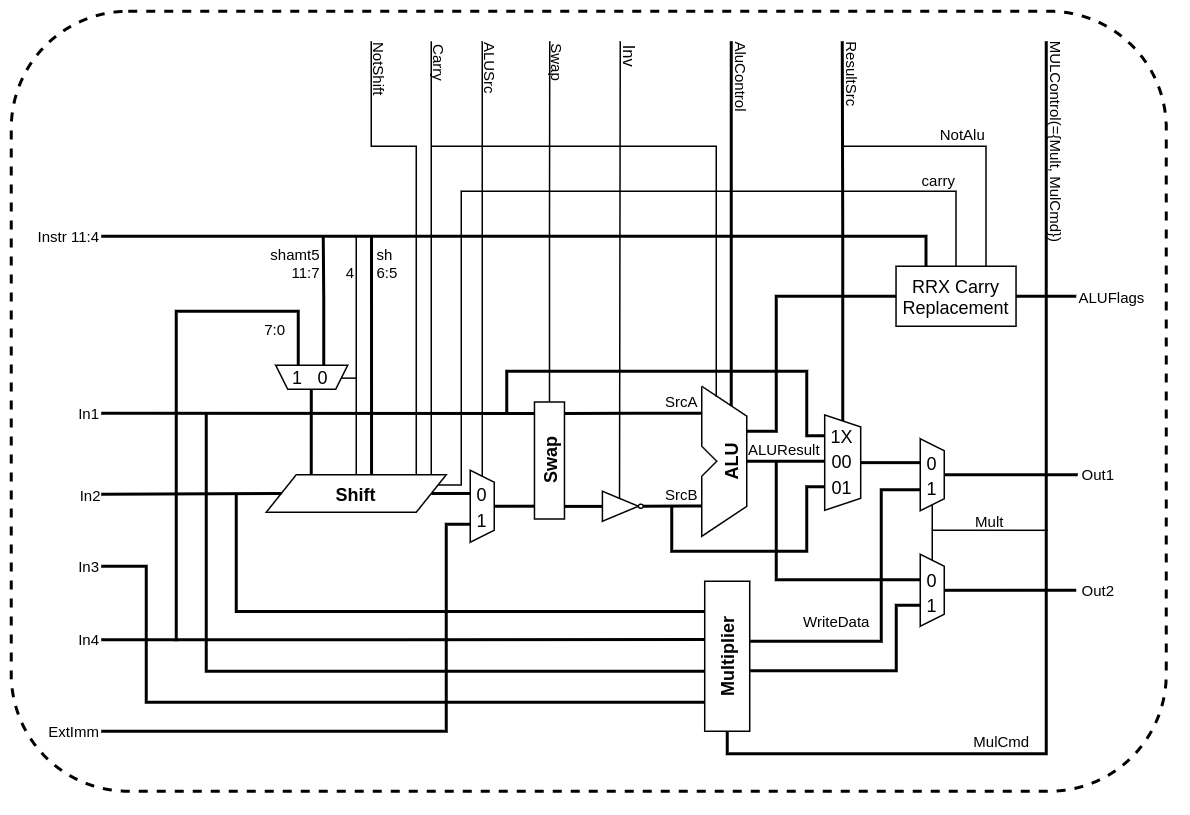 NotShift
Carry
ALUSrc
Swap
Inv
AluControl
ResultSrc
MULControl(={Mult, MulCmd})
NotAlu
carry
Instr 11:4
shamt5
11:7
4
sh
6:5
RRX Carry
Replacement
ALUFlags
7:0
1 0
In1
SrcA
Swap
ALU
ALUResult
1X
00
01
0
1
Out1
In2
Shift
0
1
SrcB
Mult
In3
0
1
Out2
WriteData
In4
Multiplier
ExtImm
MulCmd